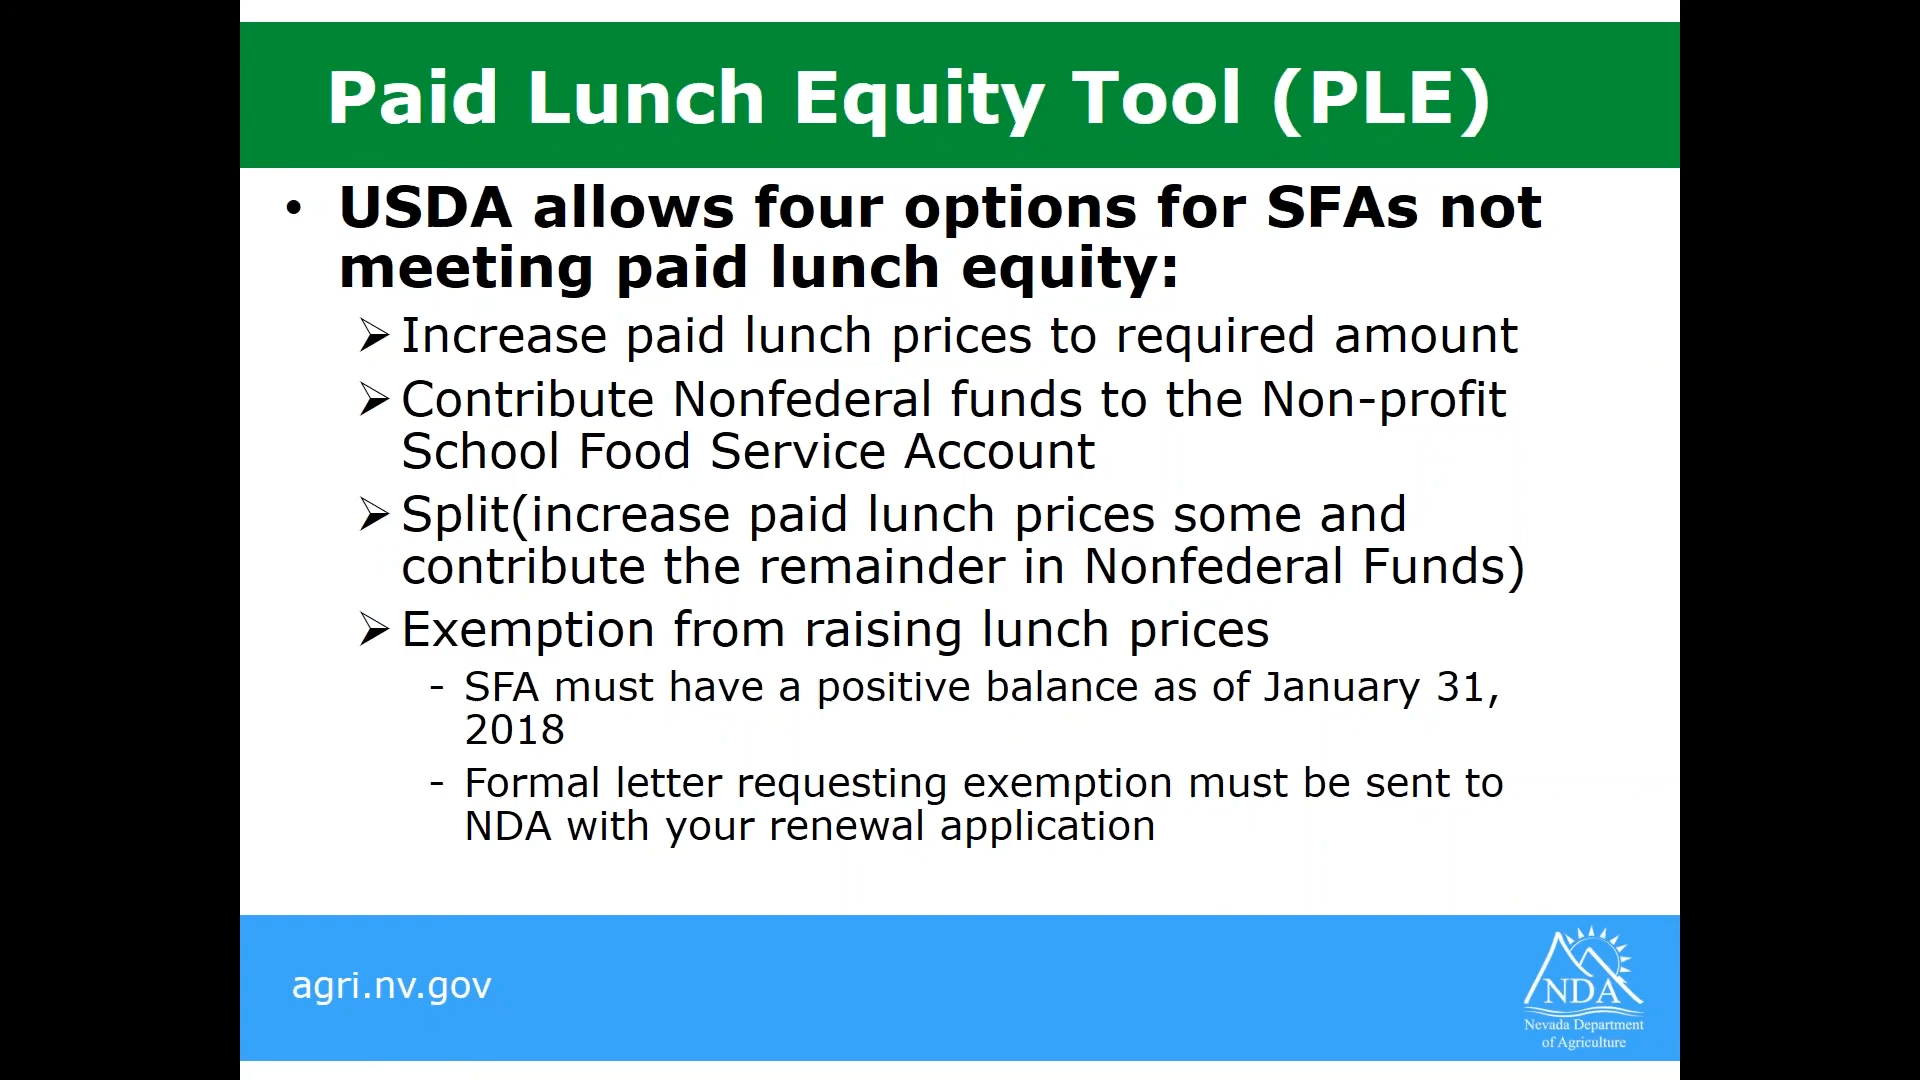 Paid Lunch Equity Tool (PLE)
• USDA allows four options for SFAs not
meeting paid lunch equity:
➢ Increase paid lunch prices to required amount
➢ Contribute Nonfederal funds to the Non-profit
School Food Service Account
➢ Split(increase paid lunch prices some and
contribute the remainder in Nonfederal Funds)
➢ Exemption from raising lunch prices
- SFA must have a positive balance as of January 31,
2018
- Formal letter requesting exemption must be sent to
NDA with your renewal application
agri.nv.gov
NDA
Nevada Department
of Agriculture